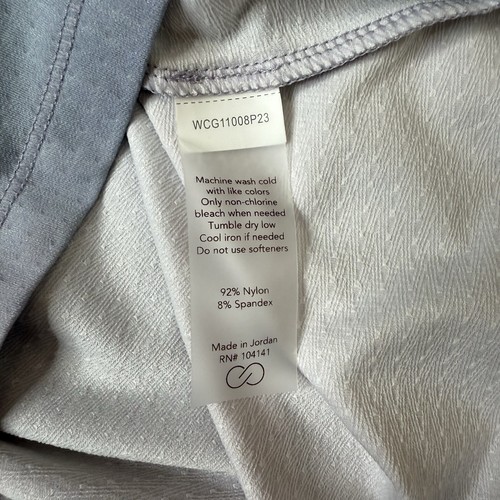 WCG11008P23
Machine wash cold
with like colors
Only non-chlorine
bleach when needed
Tumble dry low
Cool iron if needed
Do not use softeners
92% Nylon
8% Spandex
Made in Jordan
RN# 104141